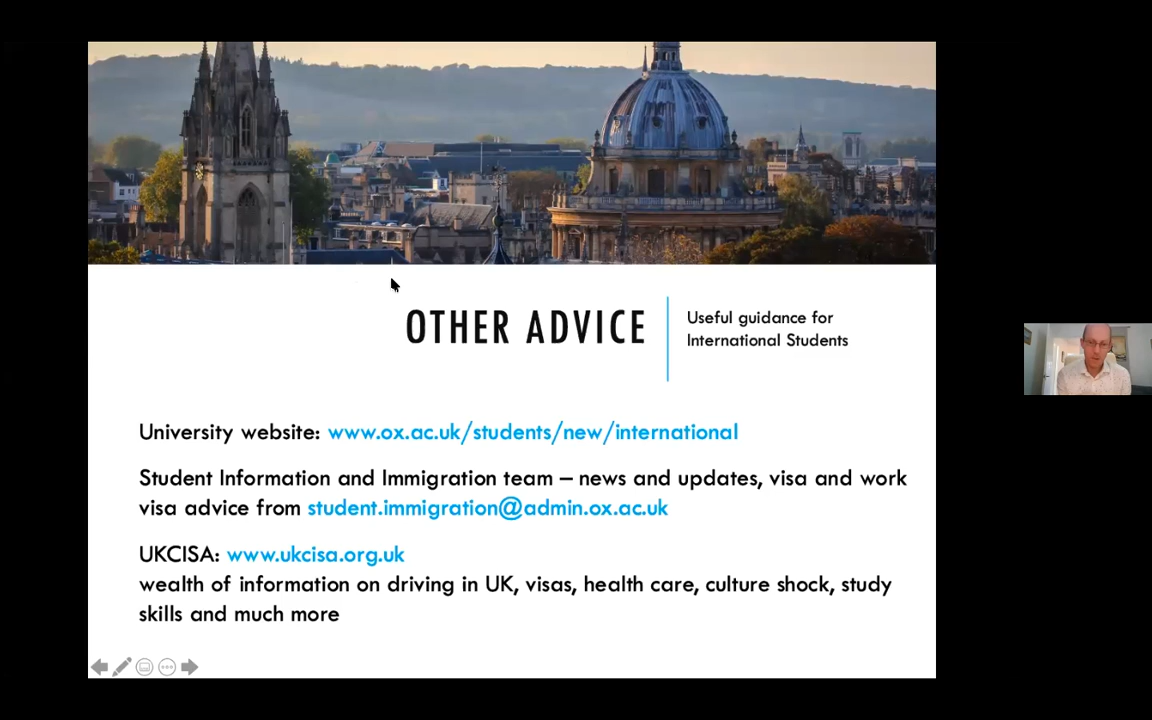 OTHER ADVICE
Useful guidance for
International Students
University website: www.ox.ac.uk/students/new/international
Student Information and Immigration team – news and updates, visa and work
visa advice from student.immigration@admin.ox.ac.uk
UKCISA: www.ukcisa.org.uk
wealth of information on driving in UK, visas, health care, culture shock, study
skills and much more